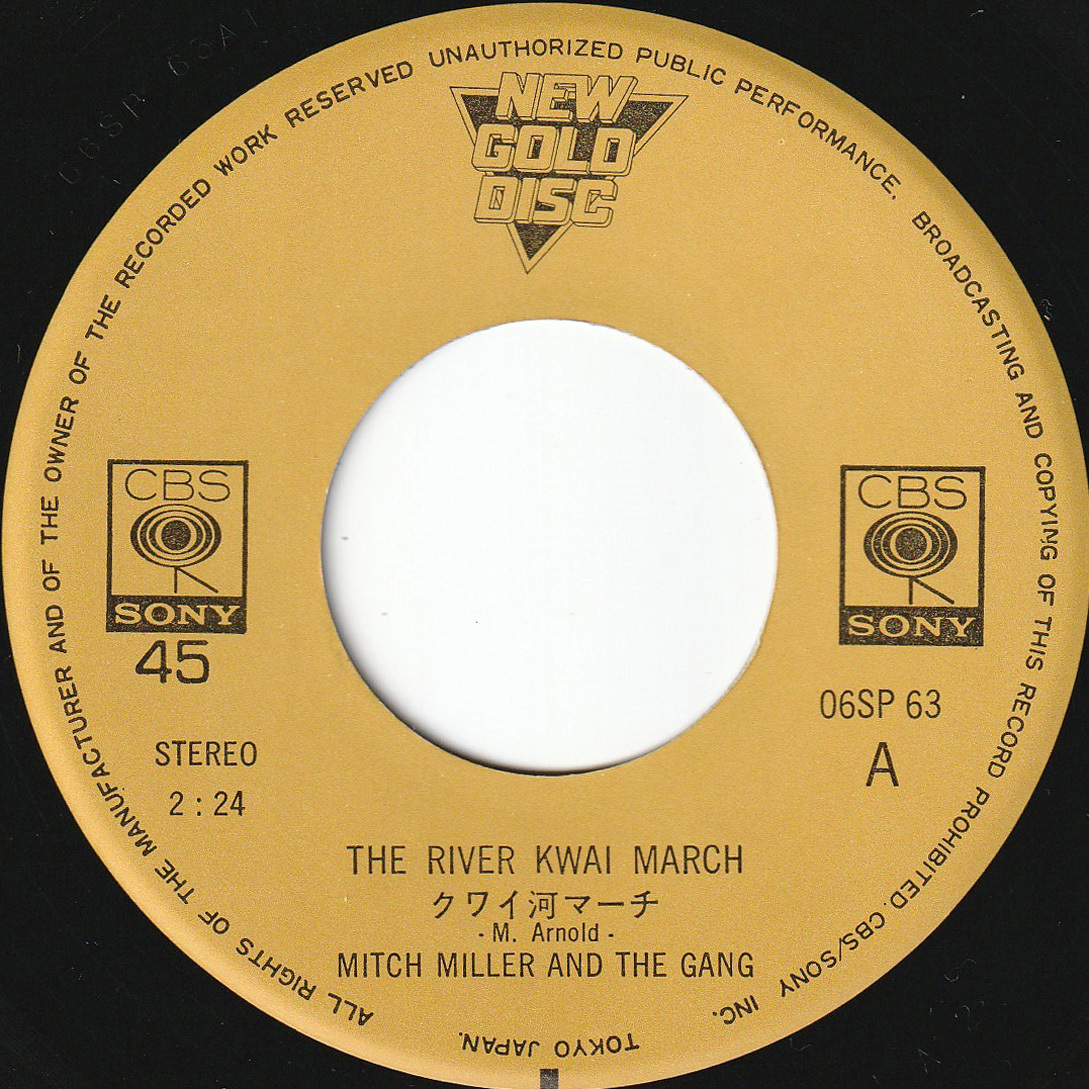 ALL RIGHTS OF THE MANUFACTURER AND OF THE OWNER OF THE RECORDED WORK RESERVED UNAUTHORIZED PUBLIC PERFORMANCE. BROADCASTING AND COPYING OF THIS RECORD PROHIBITED. CBS/SONY INC. TOKYO JAPAN.
NEW
GOLD
DISC
CBS
SONY
45
STEREO
2 : 24
CBS
SONY
06SP 63
A
THE RIVER KWAI MARCH
クワイ河マーチ
- M. Arnold -
MITCH MILLER AND THE GANG
06SP 63A1